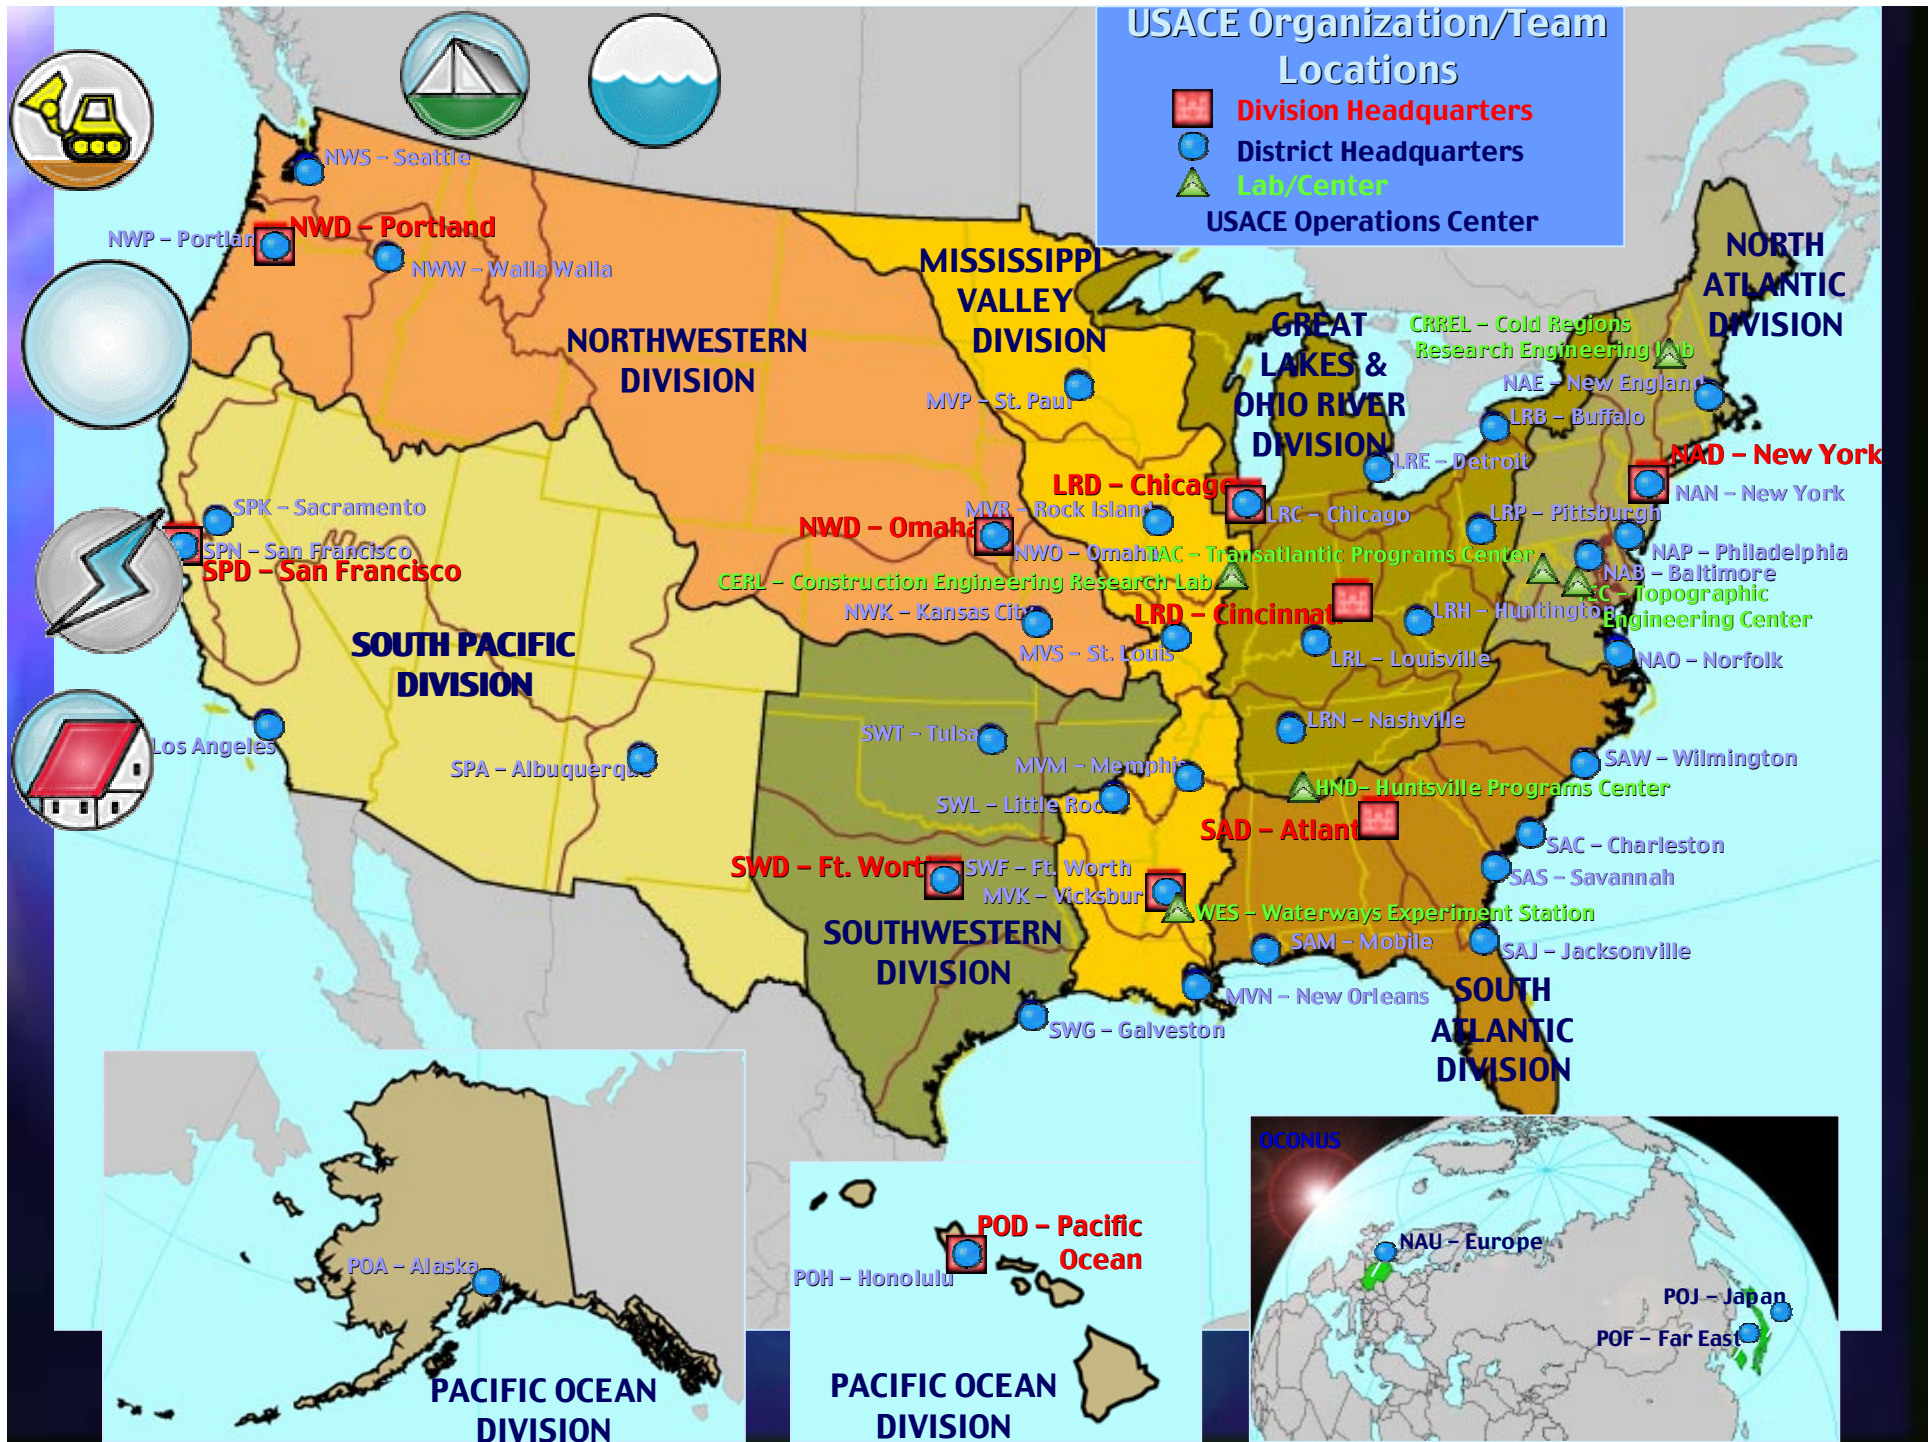 USACE Organization/Team
Locations
Division Headquarters
District Headquarters
Lab/Center
USACE Operations Center
NWS – Seattle
NWD – Portland
NWP – Portlan
NWW – Walla Walla
NORTHWESTERN
DIVISION
MISSISSIPPI
VALLEY
DIVISION
GREAT
LAKES &
OHIO RIVER
DIVISION
NORTH
ATLANTIC
DIVISION
CRREL – Cold Regions
Research Engineering Lab
NAE – New England
MVP – St. Paul
LRB – Buffalo
LRE – Detroit
NAD – New York
NAN – New York
LRD – Chicago
LRC – Chicago
MVR – Rock Island
LRP – Pittsburgh
SPK – Sacramento
SPN – San Francisco
SPD – San Francisco
NWD – Omaha
NWO – Omaha
TAC – Transatlantic Programs Center
NAP – Philadelphia
NAB – Baltimore
CERL – Construction Engineering Research Lab
TEC – Topographic
Engineering Center
NWK – Kansas City
LRD – Cincinnati
LRH – Huntington
MVS – St. Louis
LRL – Louisville
NAO – Norfolk
SOUTH PACIFIC
DIVISION
Los Angeles
SPA – Albuquerque
SWT – Tulsa
LRN – Nashville
MVM – Memphis
SAW – Wilmington
HND– Huntsville Programs Center
SWL – Little Rock
SAD – Atlant
SAC – Charleston
SWD – Ft. Worth
SWF – Ft. Worth
SAS – Savannah
MVK – Vicksbur
WES – Waterways Experiment Station
SOUTHWESTERN
DIVISION
SAM – Mobile
SAJ – Jacksonville
MVN – New Orleans
SWG – Galveston
SOUTH
ATLANTIC
DIVISION
POA – Alaska
PACIFIC OCEAN
DIVISION
POD – Pacific
Ocean
POH – Honolulu
PACIFIC OCEAN
DIVISION
OCONUS
NAU – Europe
POJ – Japan
POF – Far East